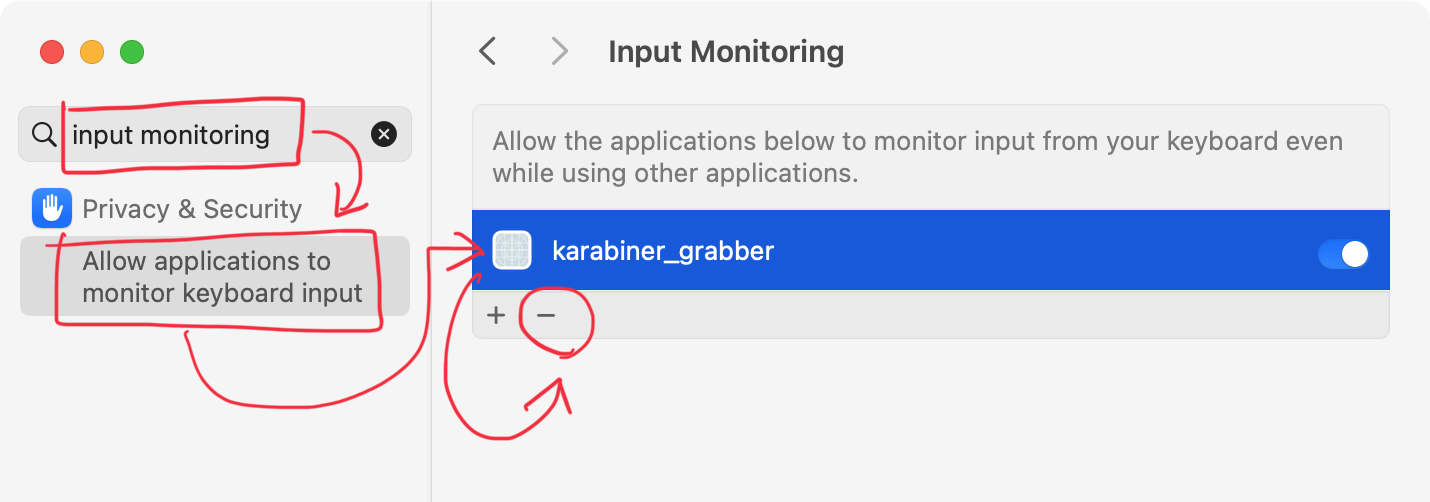 input monitoring
Privacy & Security
Allow applications to
monitor keyboard input
Input Monitoring
Allow the applications below to monitor input from your keyboard even
while using other applications.
karabiner_grabber